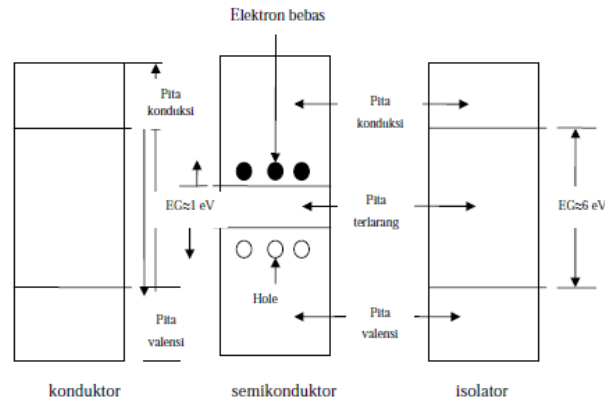 Elektron bebas
Pita
konduksi
Pita
konduksi
EG≈1 eV
Pita
terlarang
EG≈6 eV
Hole
Pita
valensi
Pita
valensi
konduktor
semikonduktor
isolator